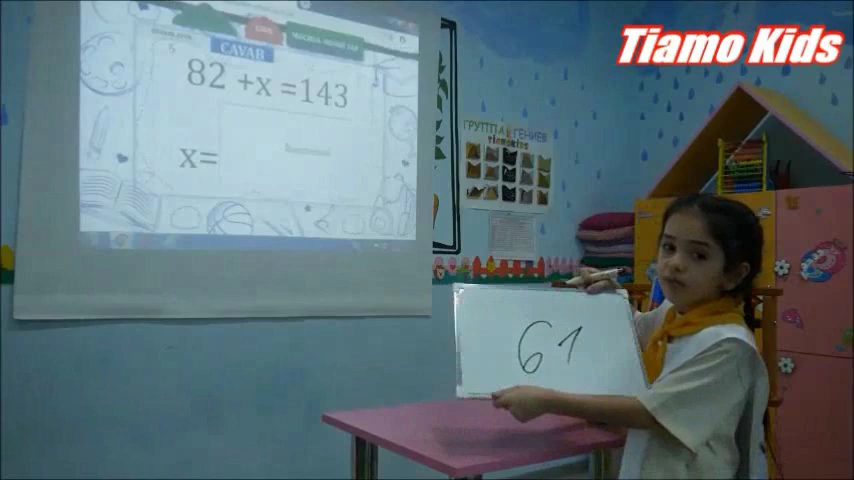 Tiamo Kids
CAVAB
82 +x =143
x=
ГРУППА ГЕНИЕВ
61